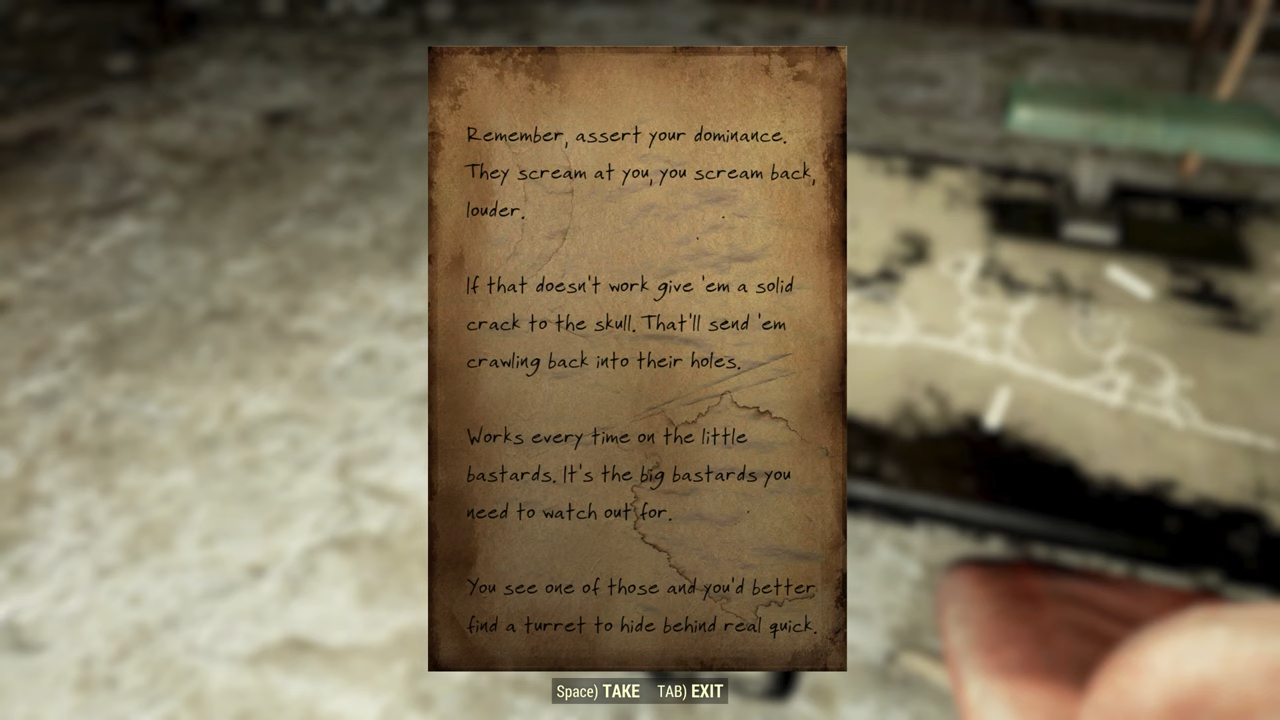 Remember, assert your dominance.
They scream at you, you scream back,
louder.
If that doesn't work give 'em a solid
crack to the skull. That'll send 'em
crawling back into their holes.
Works every time on the little
bastards. It's the big bastards you
need to watch out for.
You see one of those and you'd better
find a turret to hide behind real quick.
Space) TAKE TAB) EXIT